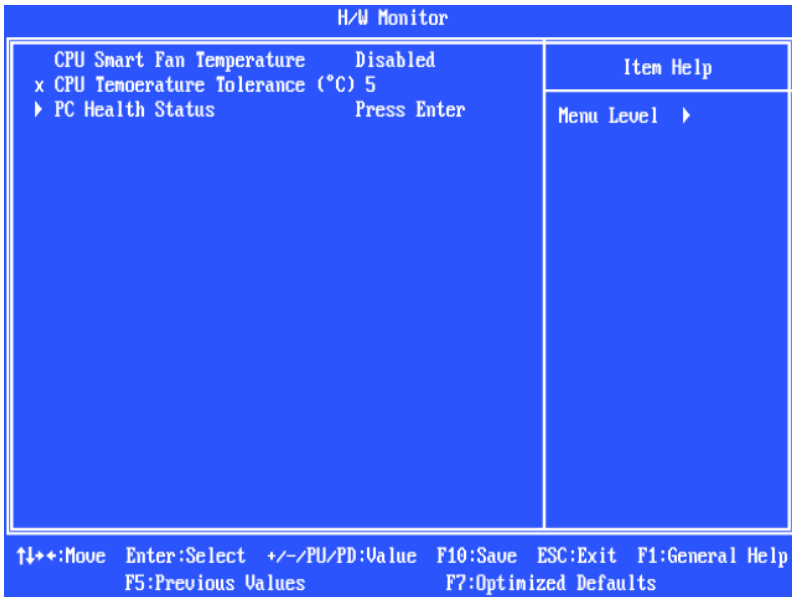 H/W Monitor
CPU Smart Fan Temperature Disabled
x CPU Temoerature Tolerance (°C) 5
▶ PC Health Status Press Enter
Item Help
Menu Level ▶
↑↓→←:Move Enter:Select +/-/PU/PD:Value F10:Save ESC:Exit F1:General Help
F5:Previous Values F7:Optimized Defaults